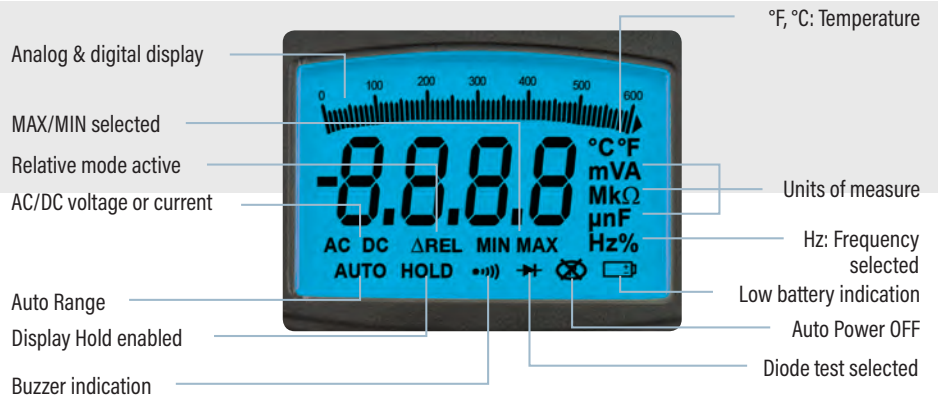 °F, °C: Temperature
Analog & digital display
0 100 200 300 400 500 600
MAX/MIN selected
-8.8.8.8
°C °F
mVA
MkΩ
µnF
Hz%
Relative mode active
AC/DC voltage or current
Units of measure
AC DC ΔREL MIN MAX
AUTO HOLD
Hz: Frequency
selected
Auto Range
Low battery indication
Display Hold enabled
Auto Power OFF
Buzzer indication
Diode test selected